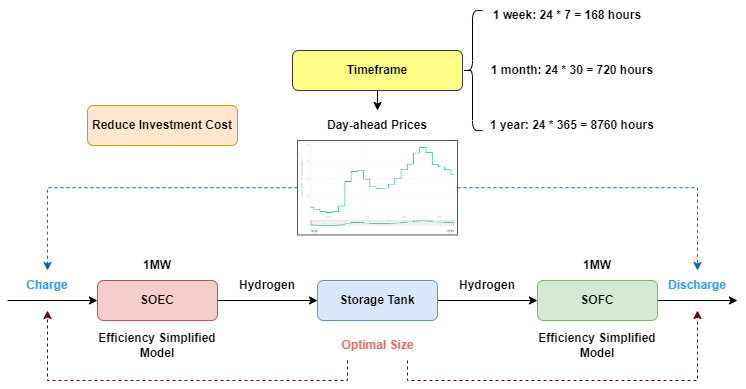 1 week: 24 * 7 = 168 hours
Timeframe
1 month: 24 * 30 = 720 hours
Reduce Investment Cost
Day-ahead Prices
1 year: 24 * 365 = 8760 hours
1MW
1MW
Charge
SOEC
Hydrogen
Storage Tank
Hydrogen
SOFC
Discharge
Efficiency Simplified
Model
Optimal Size
Efficiency Simplified
Model